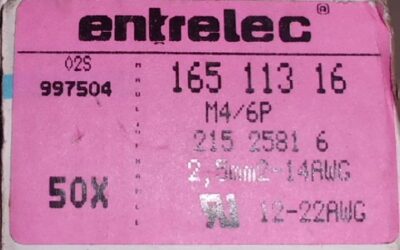 entrelec®
02S
997504
165 113 16
M4/6P
215 2581 6
2,5mm2-14AWG
50X
12-22AWG